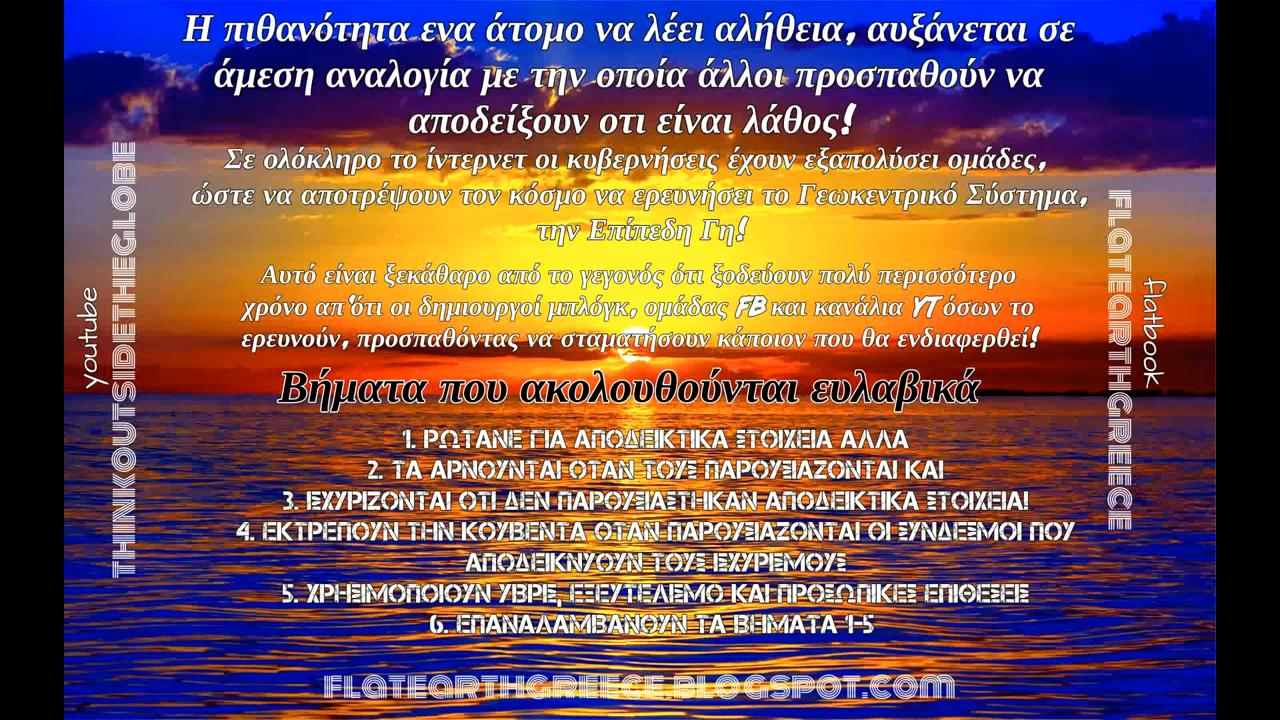 Η πιθανότητα ενα άτομο να λέει αλήθεια, αυξάνεται σε
άμεση αναλογία με την οποία άλλοι προσπαθούν να
αποδείξουν οτι είναι λάθος!
Σε ολόκληρο το ίντερνετ οι κυβερνήσεις έχουν εξαπολύσει ομάδες,
ώστε να αποτρέψουν τον κόσμο να ερευνήσει το Γεωκεντρικό Σύστημα,
την Επίπεδη Γη!
Αυτό είναι ξεκάθαρο από το γεγονός ότι ξοδεύουν πολύ περισσότερο
χρόνο απ'ότι οι δημιουργοί μπλόγκ, ομάδας FB και κανάλια YT όσων το
ερευνούν, προσπαθόντας να σταματήσουν κάποιον που θα ενδιαφερθεί!
Βήματα που ακολουθούνται ευλαβικά
1. ΡΩΤΑΝΕ ΓΙΑ ΑΠΟΔΕΙΚΤΙΚΑ ΣΤΟΙΧΕΙΑ ΑΛΛΑ
2. ΤΑ ΑΡΝΟΥΝΤΑΙ ΟΤΑΝ ΤΟΥΣ ΠΑΡΟΥΣΙΑΖΟΝΤΑΙ ΚΑΙ
3. ΙΣΧΥΡΙΖΟΝΤΑΙ ΟΤΙ ΔΕΝ ΠΑΡΟΥΣΙΑΣΤΗΚΑΝ ΑΠΟΔΕΙΚΤΙΚΑ ΣΤΟΙΧΕΙΑ!
4. ΕΚΤΡΕΠΟΥΝ ΤΗΝ ΚΟΥΒΕΝΤΑ ΟΤΑΝ ΠΑΡΟΥΣΙΑΖΟΝΤΑΙ ΟΙ ΣΥΝΔΕΣΜΟΙ ΠΟΥ
ΑΠΟΔΕΙΚΝΥΟΥΝ ΤΟΥΣ ΙΣΧΥΡΙΣΜΟΥΣ
5. ΧΡΗΣΙΜΟΠΟΙΟΥΝ ΥΒΡΙΣ, ΕΞΕΥΤΕΛΙΣΜΟ ΚΑΙ ΠΡΟΣΩΠΙΚΕΣ ΕΠΙΘΕΣΕΙΣ
6. ΕΠΑΝΑΛΑΜΒΑΝΟΥΝ ΤΑ ΒΕΙΜΑΤΑ 1-5
FLATEARTHGREECE.BLOGSPOT.COM
youtube
THINKOUTSIDETHEGLOBE
flatbook
FLATEARTHGREECE